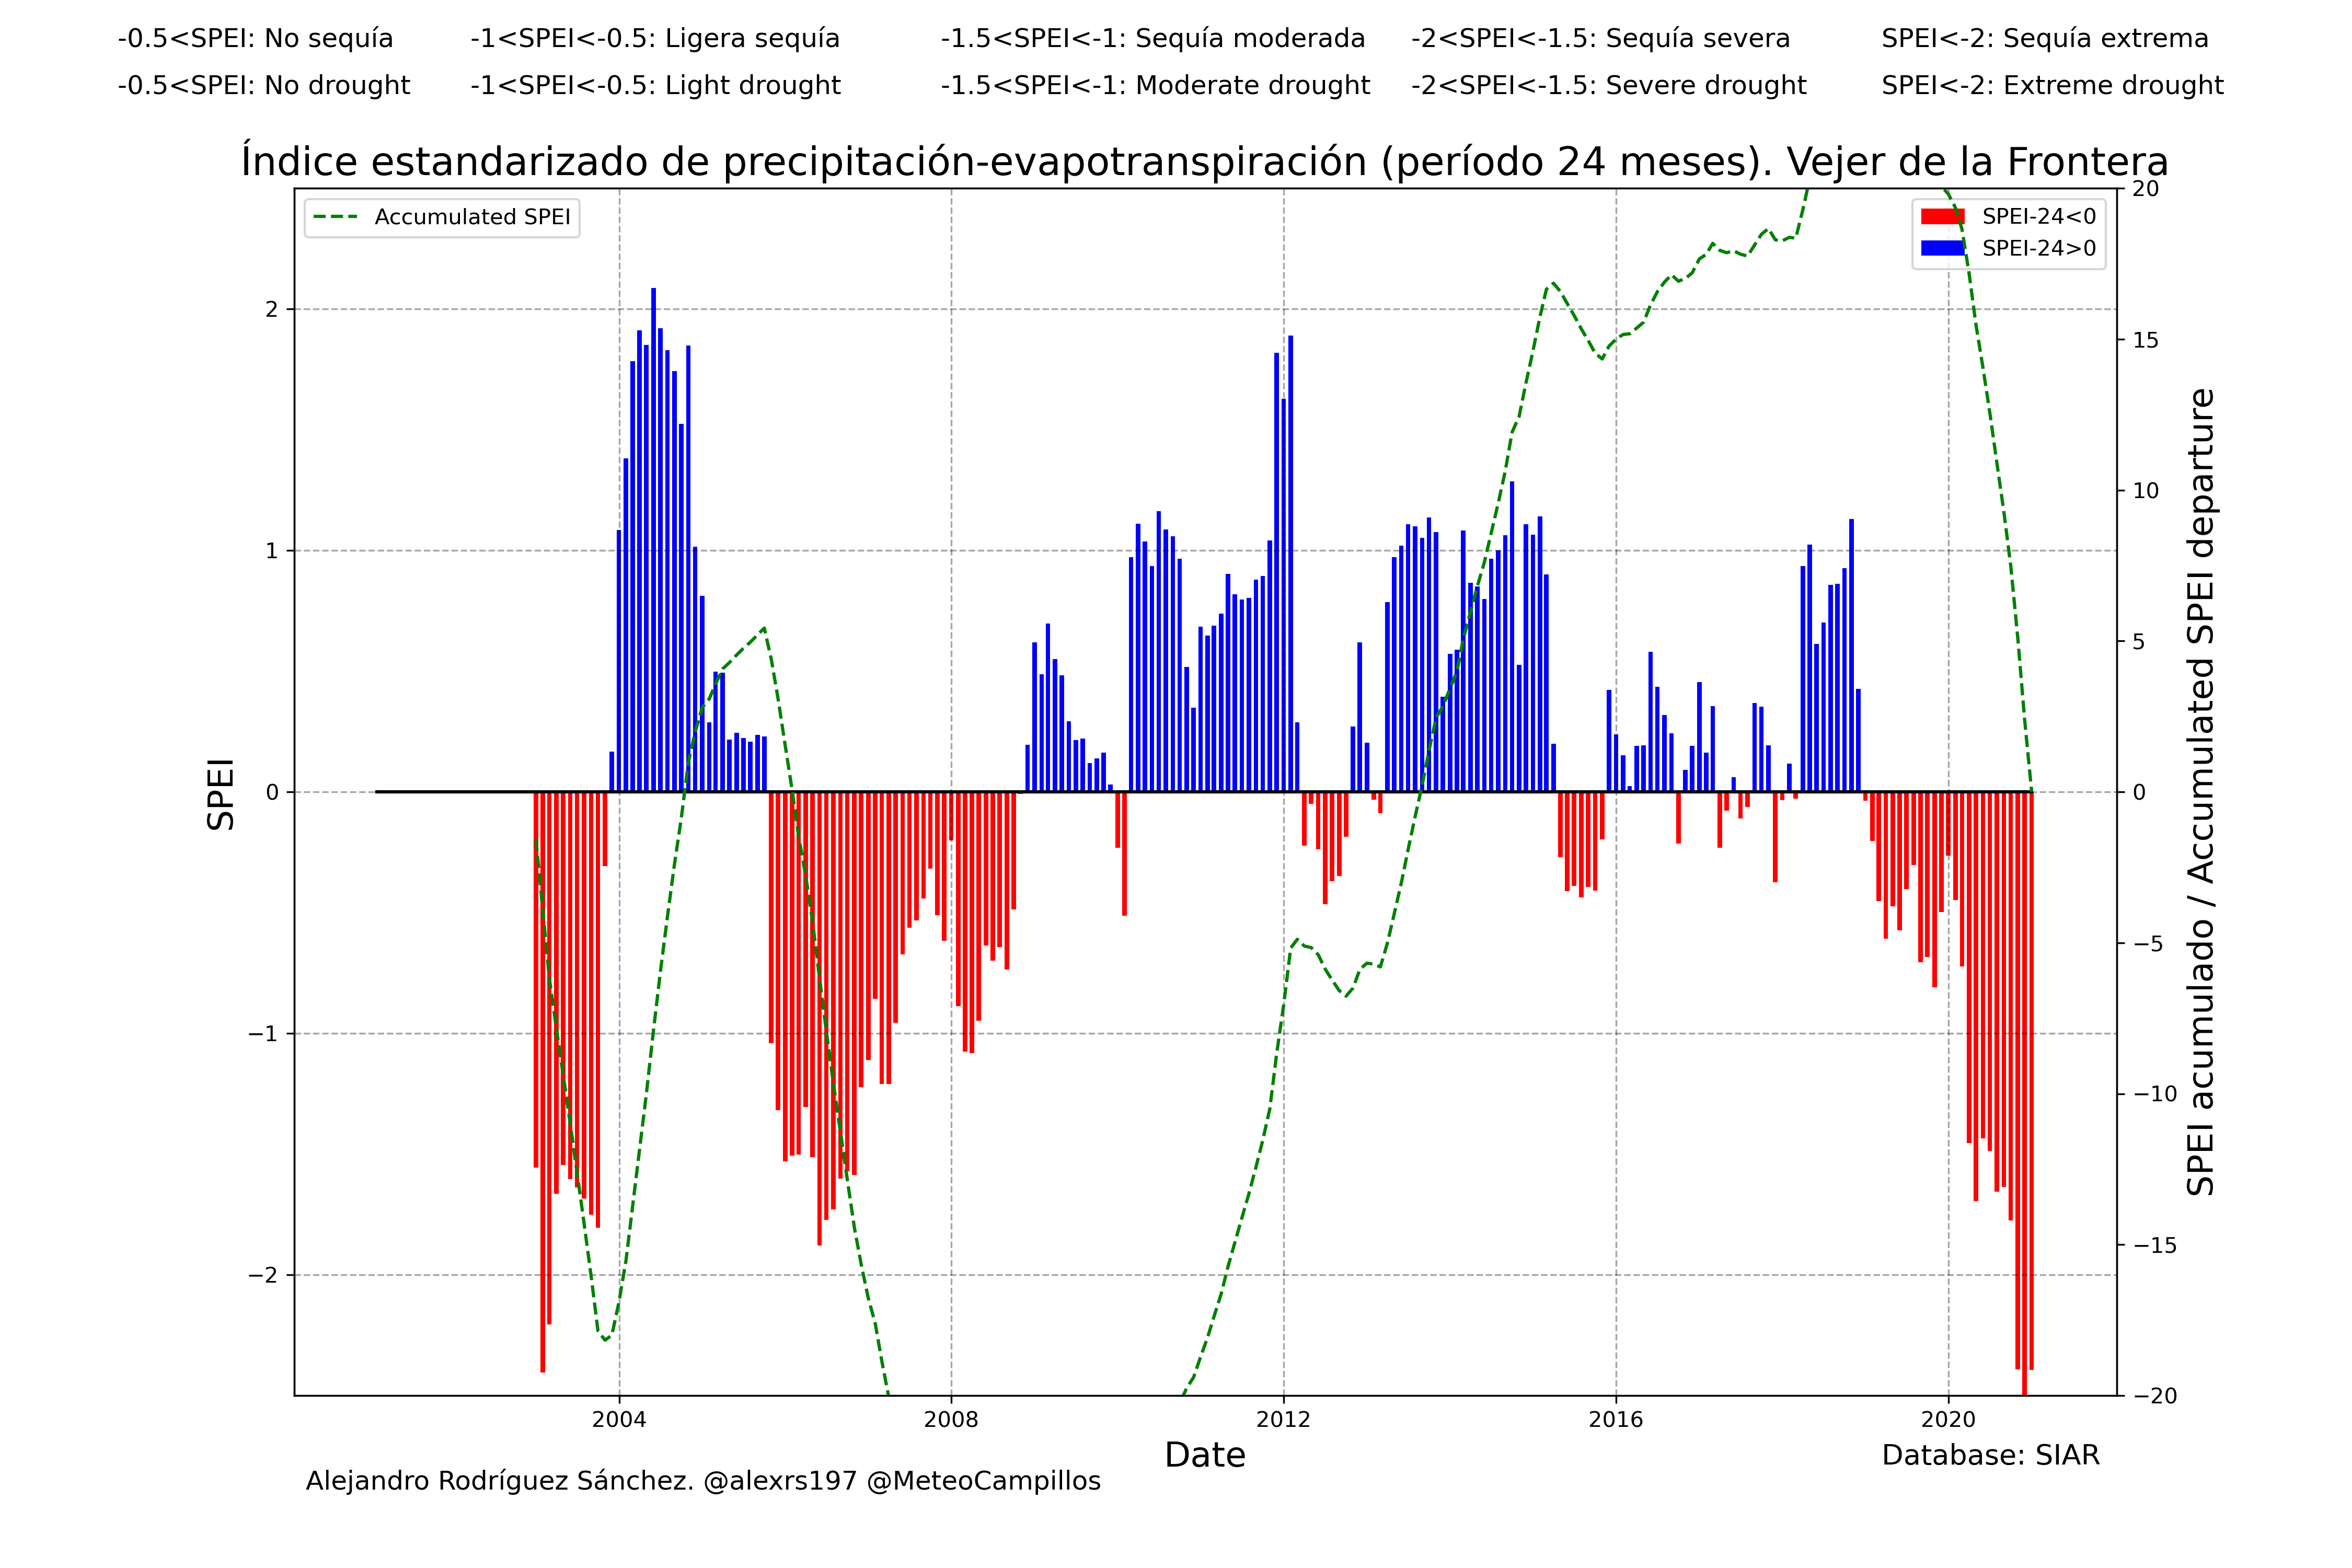 -0.5<SPEI: No sequía -1<SPEI<-0.5: Ligera sequía -1.5<SPEI<-1: Sequía moderada -2<SPEI<-1.5: Sequía severa SPEI<-2: Sequía extrema
-0.5<SPEI: No drought -1<SPEI<-0.5: Light drought -1.5<SPEI<-1: Moderate drought -2<SPEI<-1.5: Severe drought SPEI<-2: Extreme drought
Índice estandarizado de precipitación-evapotranspiración (período 24 meses). Vejer de la Frontera
Accumulated SPEI
SPEI-24<0
SPEI-24>0
SPEI
2
1
0
−1
−2
20
15
10
5
0
−5
−10
−15
−20
SPEI acumulado / Accumulated SPEI departure
2004 2008 2012 2016 2020
Date
Database: SIAR
Alejandro Rodríguez Sánchez. @alexrs197 @MeteoCampillos